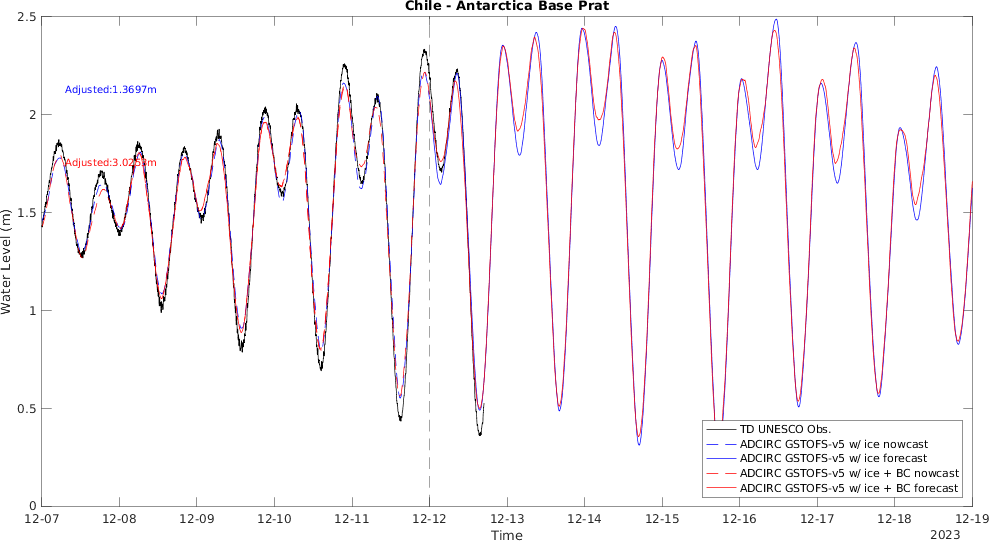 Chile - Antarctica Base Prat
2.5
Adjusted:1.3697m
2
Adjusted:3.0253m
1.5
Water Level (m)
1
0.5
TD UNESCO Obs.
ADCIRC GSTOFS-v5 w/ ice nowcast
ADCIRC GSTOFS-v5 w/ ice forecast
ADCIRC GSTOFS-v5 w/ ice + BC nowcast
ADCIRC GSTOFS-v5 w/ ice + BC forecast
0
12-07 12-08 12-09 12-10 12-11 12-12 12-13 12-14 12-15 12-16 12-17 12-18 12-19
Time
2023